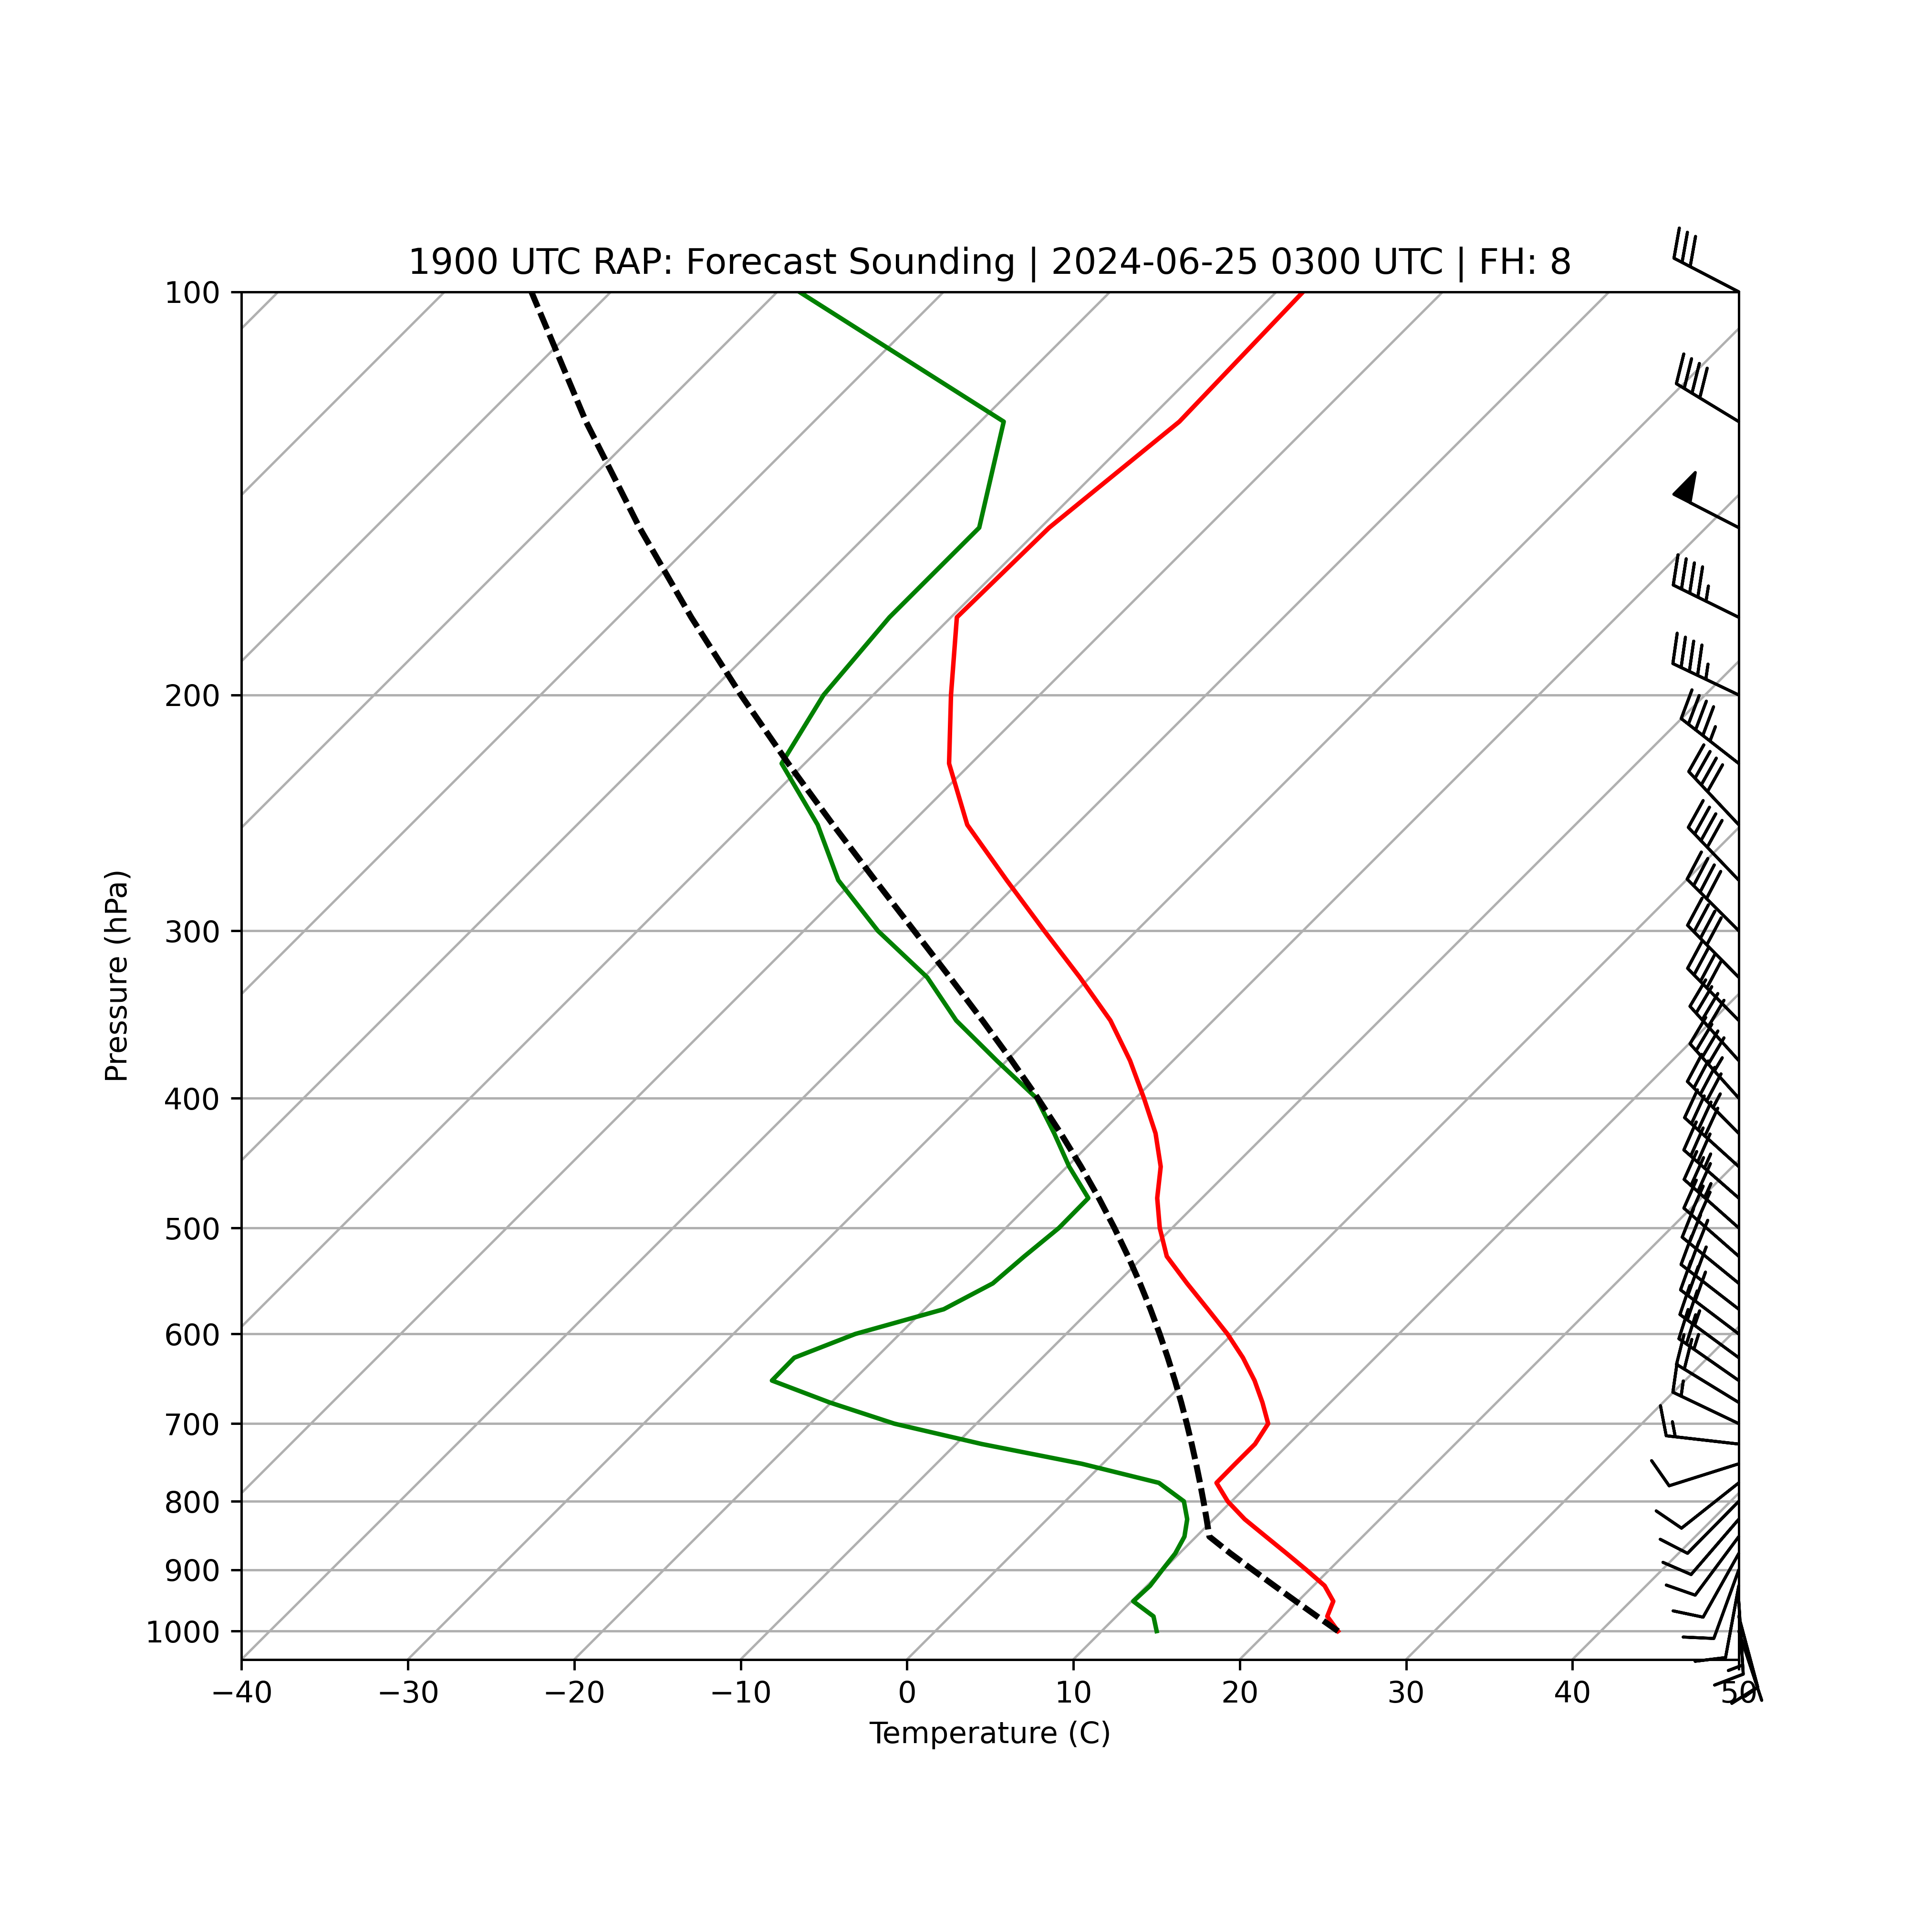 1900 UTC RAP: Forecast Sounding | 2024-06-25 0300 UTC | FH: 8
100
200
300
400
500
600
700
800
900
1000
Pressure (hPa)
−40 −30 −20 −10 0 10 20 30 40 50
Temperature (C)